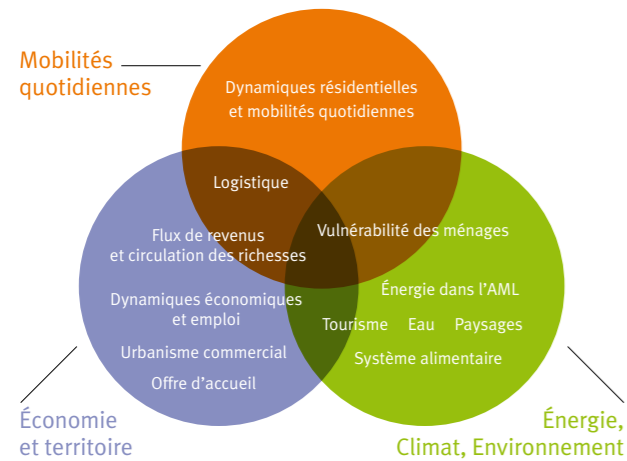 Mobilités
quotidiennes
Dynamiques résidentielles
et mobilités quotidiennes
Logistique
Vulnérabilité des ménages
Flux de revenus
et circulation des richesses
Énergie dans l’AML
Dynamiques économiques
et emploi
Tourisme Eau Paysages
Urbanisme commercial
Système alimentaire
Offre d’accueil
Économie
et territoire
Énergie,
Climat, Environnement